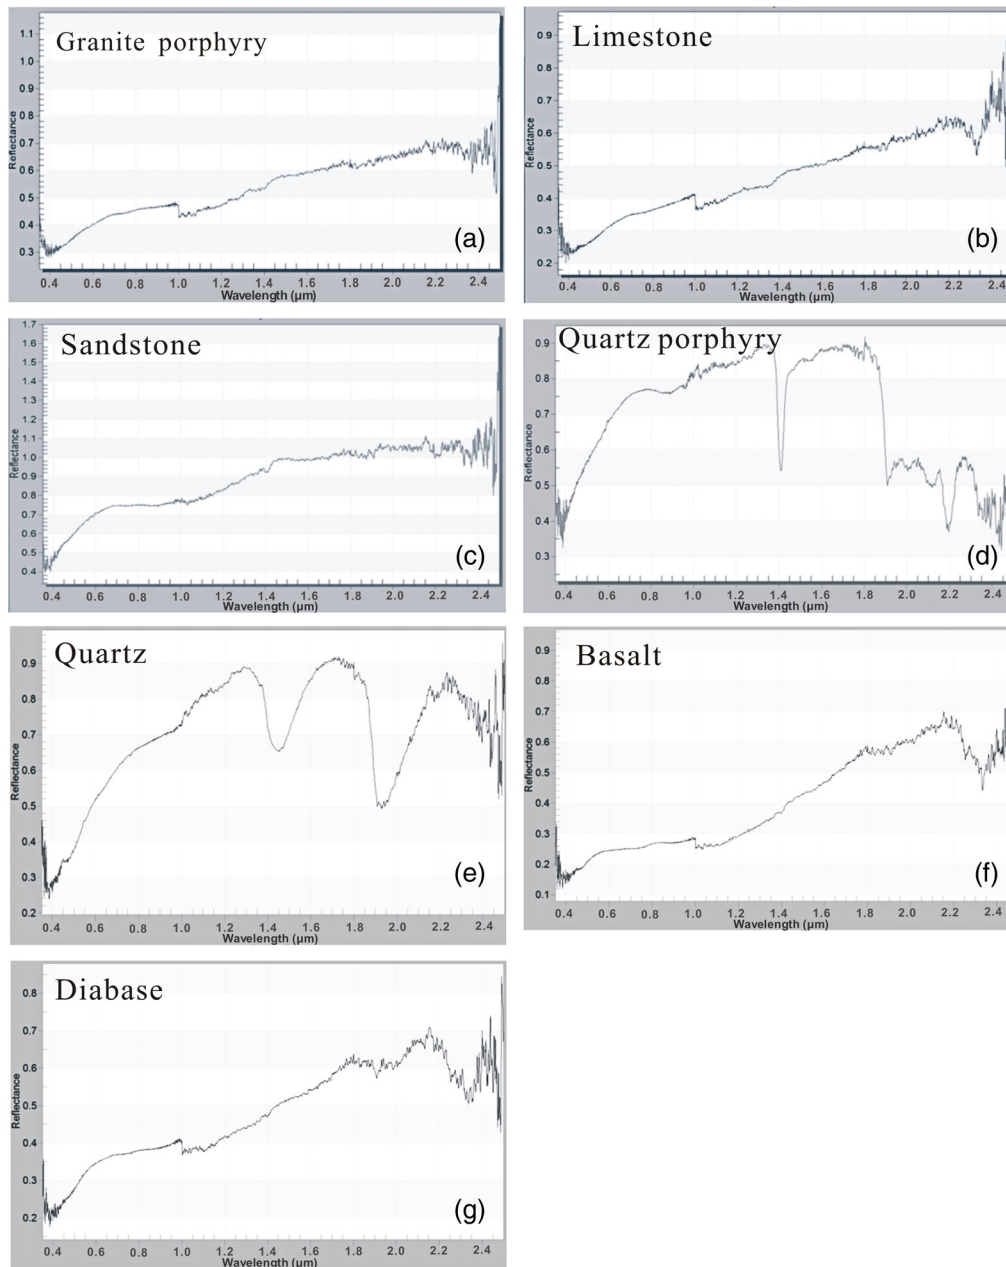 Granite porphyry
1.1
1.0
0.9
0.8
0.7
0.6
0.5
0.4
0.3
Reflectance
(a)
0.4 0.6 0.8 1.0 1.2 1.4 1.6 1.8 2.0 2.2 2.4
Wavelength (μm)
Limestone
0.9
0.8
0.7
0.6
0.5
0.4
0.3
0.2
Reflectance
(b)
0.4 0.6 0.8 1.0 1.2 1.4 1.6 1.8 2.0 2.2 2.4
Wavelength (μm)
Sandstone
1.7
1.6
1.5
1.4
1.3
1.2
1.1
1.0
0.9
0.8
0.7
0.6
0.5
0.4
Reflectance
(c)
0.4 0.6 0.8 1.0 1.2 1.4 1.6 1.8 2.0 2.2 2.4
Wavelength (μm)
Quartz porphyry
0.9
0.8
0.7
0.6
0.5
0.4
0.3
Reflectance
(d)
0.4 0.6 0.8 1.0 1.2 1.4 1.6 1.8 2.0 2.2 2.4
Wavelength (μm)
Quartz
0.9
0.8
0.7
0.6
0.5
0.4
0.3
0.2
Reflectance
(e)
0.4 0.6 0.8 1.0 1.2 1.4 1.6 1.8 2.0 2.2 2.4
Wavelength (μm)
Basalt
0.9
0.8
0.7
0.6
0.5
0.4
0.3
0.2
0.1
Reflectance
(f)
0.4 0.6 0.8 1.0 1.2 1.4 1.6 1.8 2.0 2.2 2.4
Wavelength (μm)
Diabase
0.8
0.7
0.6
0.5
0.4
0.3
0.2
Reflectance
(g)
0.4 0.6 0.8 1.0 1.2 1.4 1.6 1.8 2.0 2.2 2.4
Wavelength (μm)